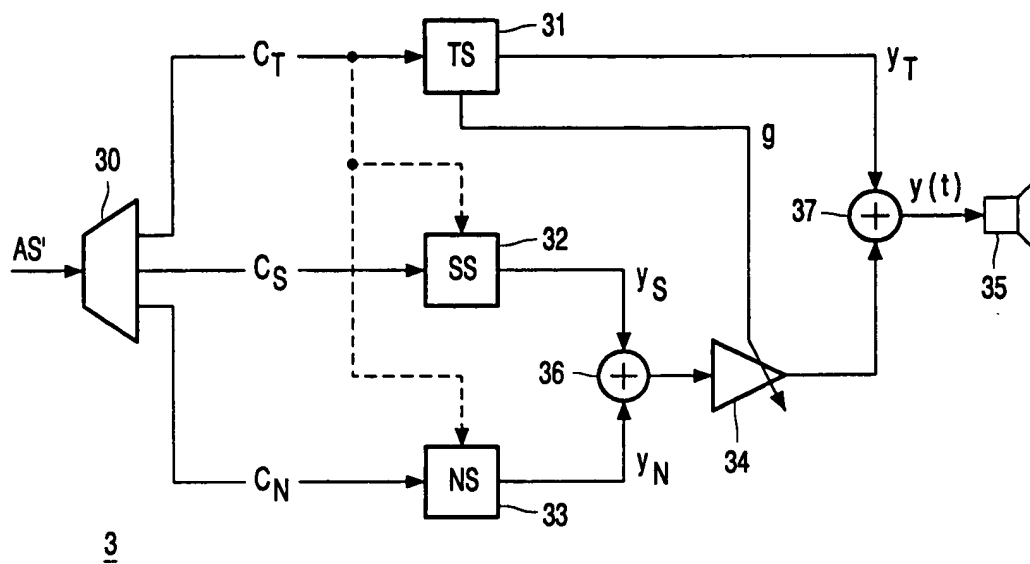 31
C_T
TS
y_T
g
30
37
y(t)
AS'
32
C_S
SS
y_S
35
36
34
C_N
NS
y_N
33
3